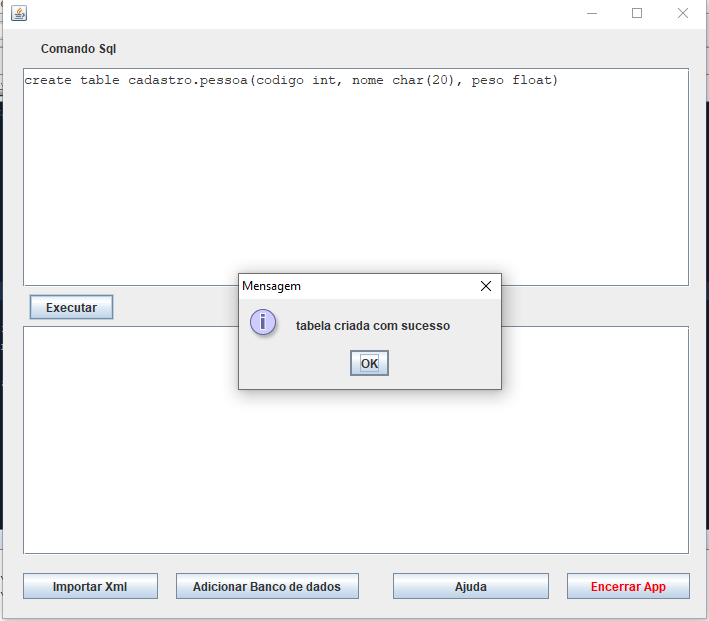 Comando Sql
create table cadastro.pessoa(codigo int, nome char(20), peso float)
Executar
Mensagem
tabela criada com sucesso
OK
Importar Xml
Adicionar Banco de dados
Ajuda
Encerrar App